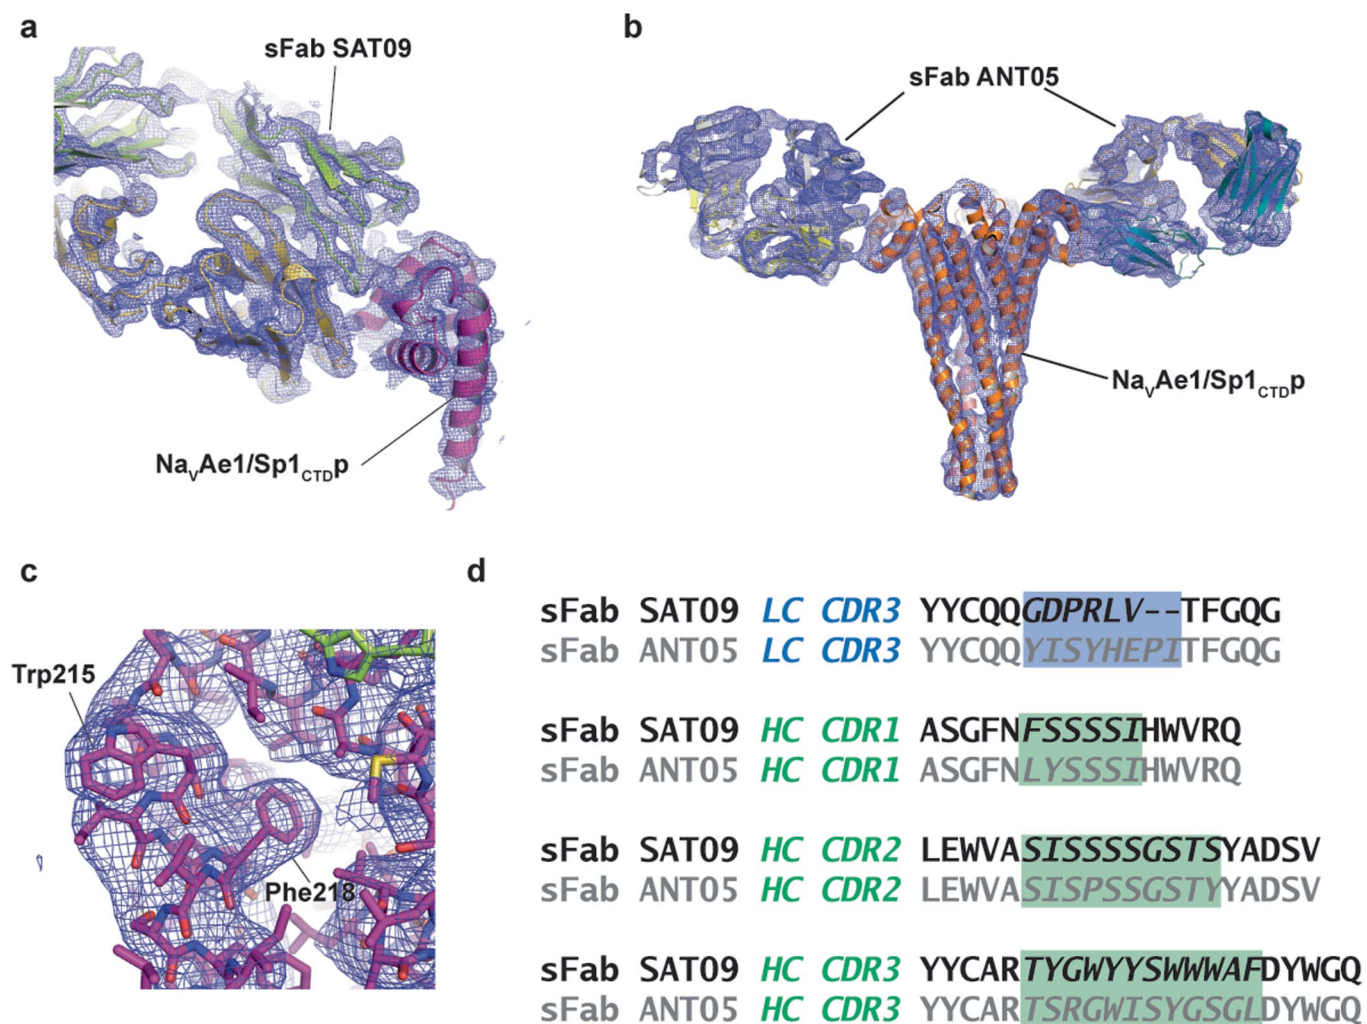 a
sFab SAT09
NaVAe1/Sp1CTDp
b
sFab ANT05
NaVAe1/Sp1CTDp
c
Trp215
Phe218
d
sFab SAT09 LC CDR3 YYCQQGDPRLV--TFGQG
sFab ANT05 LC CDR3 YYCQQYISYHEPITFGQG
sFab SAT09 HC CDR1 ASGFNFSSSSIHWVRQ
sFab ANT05 HC CDR1 ASGFNLYSSSIHWVRQ
sFab SAT09 HC CDR2 LEWVASISSSSGSTSYADSV
sFab ANT05 HC CDR2 LEWVASISPSSGSTYYADSV
sFab SAT09 HC CDR3 YYCARTYGWYYSWWWAFDYWGQ
sFab ANT05 HC CDR3 YYCARTSRGWISYGSGLDYWGQ